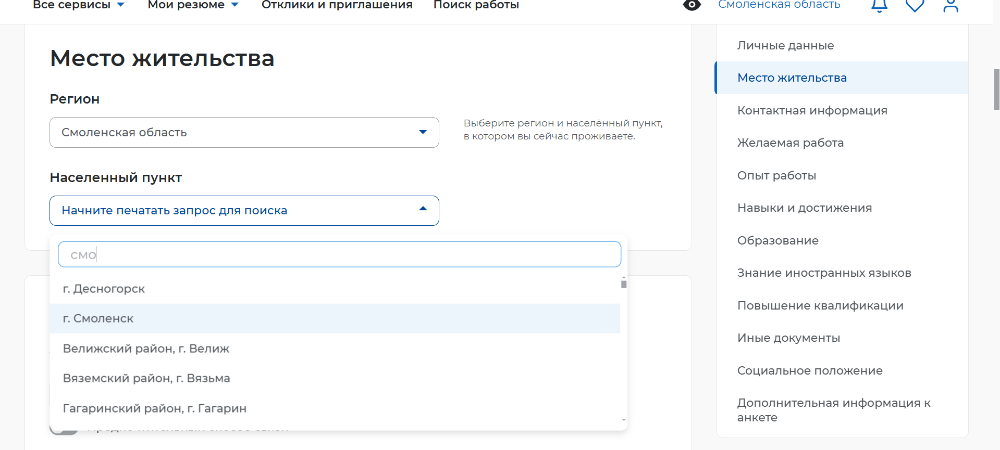 Все сервисы
Мои резюме
Отклики и приглашения
Поиск работы
Смоленская область
Место жительства
Регион
Смоленская область
Выберите регион и населённый пункт,
в котором вы сейчас проживаете.
Населенный пункт
Начните печатать запрос для поиска
смо
г. Десногорск
г. Смоленск
Велижский район, г. Велиж
Вяземский район, г. Вязьма
Гагаринский район, г. Гагарин
Личные данные
Место жительства
Контактная информация
Желаемая работа
Опыт работы
Навыки и достижения
Образование
Знание иностранных языков
Повышение квалификации
Иные документы
Социальное положение
Дополнительная информация к
анкете